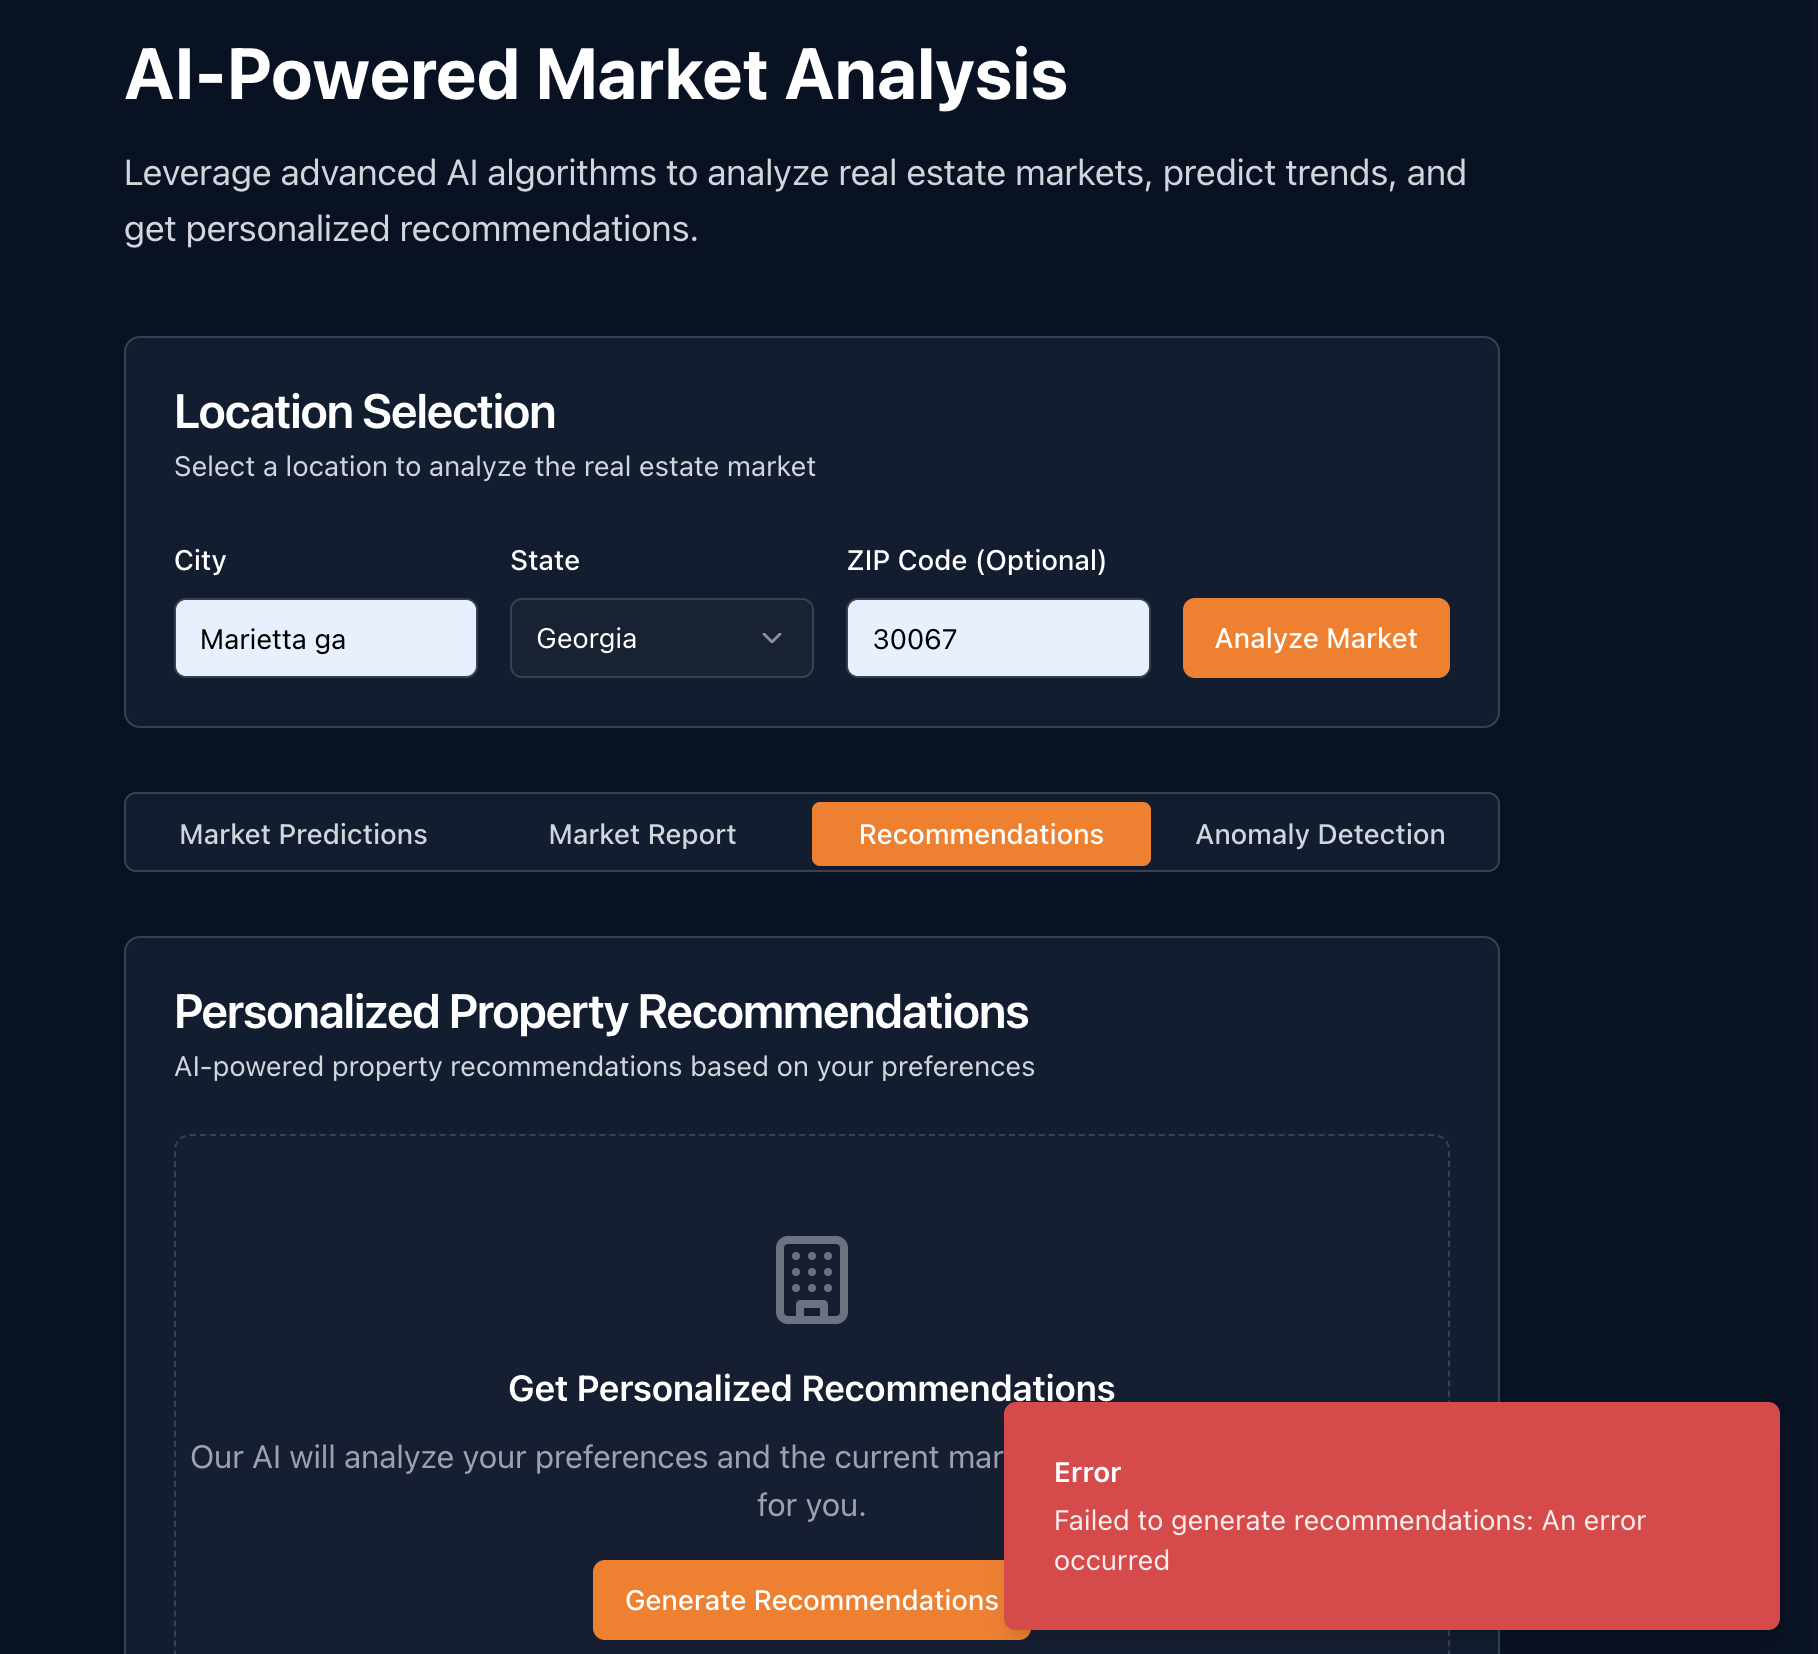 AI-Powered Market Analysis
Leverage advanced AI algorithms to analyze real estate markets, predict trends, and
get personalized recommendations.
Location Selection
Select a location to analyze the real estate market
City
State
ZIP Code (Optional)
Marietta ga
Georgia
30067
Analyze Market
Market Predictions
Market Report
Recommendations
Anomaly Detection
Personalized Property Recommendations
AI-powered property recommendations based on your preferences
Get Personalized Recommendations
Our AI will analyze your preferences and the current
for you.
Generate Recommendations
Error
Failed to generate recommendations: An error
occurred